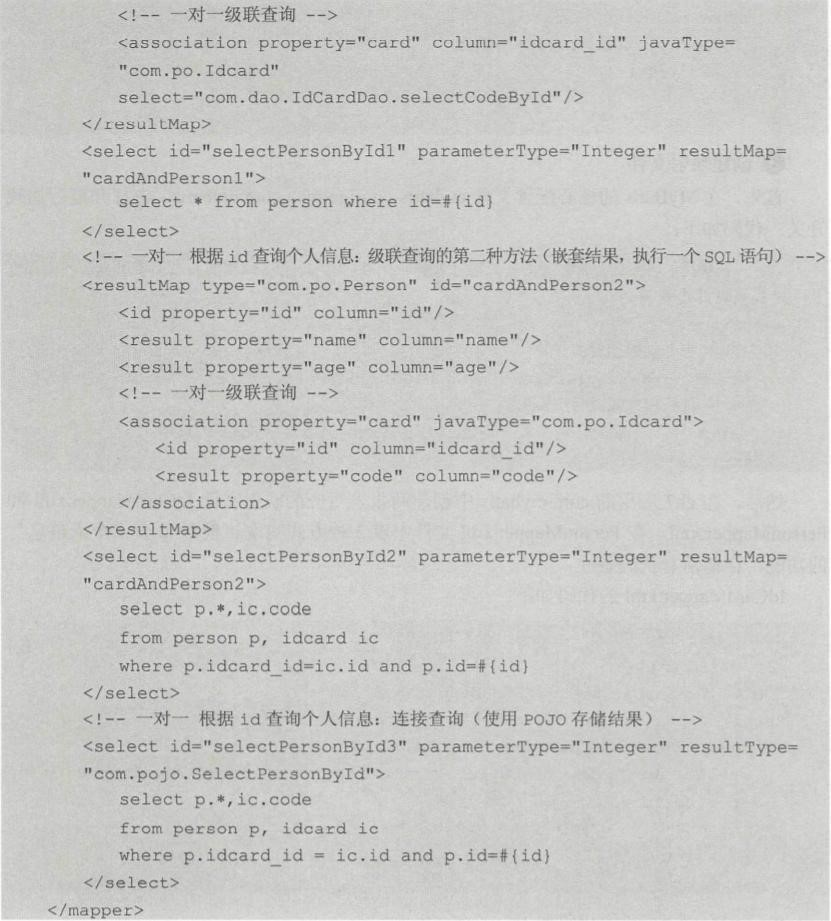 <!-- 一对一级联查询 -->
<association property="card" column="idcard_id" javaType=
"com.po.Idcard"
select="com.dao.IdCardDao.selectCodeById"/>
</resultMap>
<select id="selectPersonById1" parameterType="Integer" resultMap=
"cardAndPerson1">
select * from person where id=#{id}
</select>
<!-- 一对一 根据 id 查询个人信息：级联查询的第二种方法（嵌套结果，执行一个 SQL 语句） -->
<resultMap type="com.po.Person" id="cardAndPerson2">
<id property="id" column="id"/>
<result property="name" column="name"/>
<result property="age" column="age"/>
<!-- 一对一级联查询 -->
<association property="card" javaType="com.po.Idcard">
<id property="id" column="idcard_id"/>
<result property="code" column="code"/>
</association>
</resultMap>
<select id="selectPersonById2" parameterType="Integer" resultMap=
"cardAndPerson2">
select p.*,ic.code
from person p, idcard ic
where p.idcard_id=ic.id and p.id=#{id}
</select>
<!-- 一对一 根据 id 查询个人信息：连接查询（使用 POJO 存储结果） -->
<select id="selectPersonById3" parameterType="Integer" resultType=
"com.pojo.SelectPersonById">
select p.*,ic.code
from person p, idcard ic
where p.idcard_id = ic.id and p.id=#{id}
</select>
</mapper>